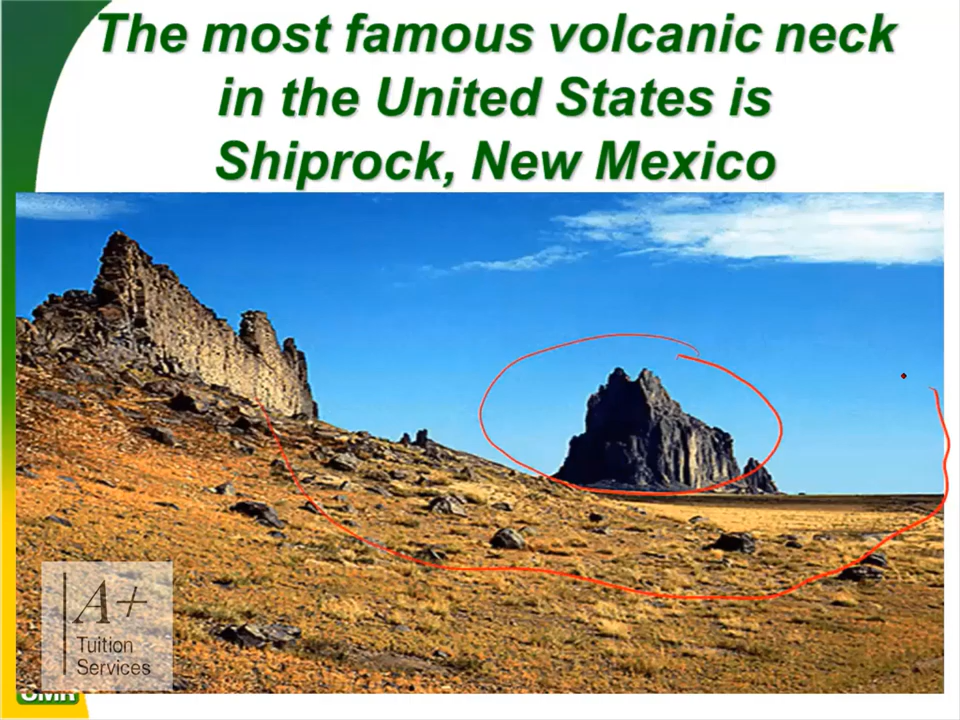 The most famous volcanic neck
in the United States is
Shiprock, New Mexico
A+
Tuition
Services